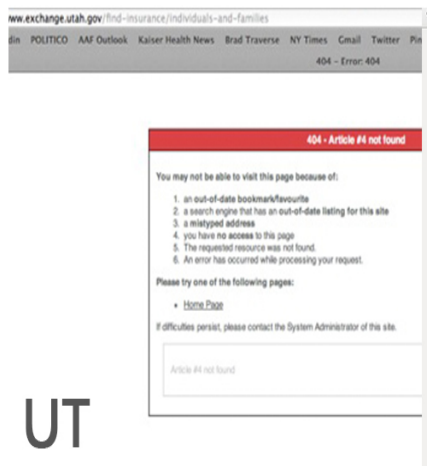 www.exchange.utah.gov/find-insurance/individuals-and-families
din POLITICO AAF Outlook Kaiser Health News Brad Traverse NY Times Gmail Twitter Pin
404 – Error: 404
404 - Article #4 not found
You may not be able to visit this page because of:
1. an out-of-date bookmark/favourite
2. a search engine that has an out-of-date listing for this site
3. a mistyped address
4. you have no access to this page
5. The requested resource was not found.
6. An error has occurred while processing your request.
Please try one of the following pages:
• Home Page
If difficulties persist, please contact the System Administrator of this site.
Article #4 not found
UT